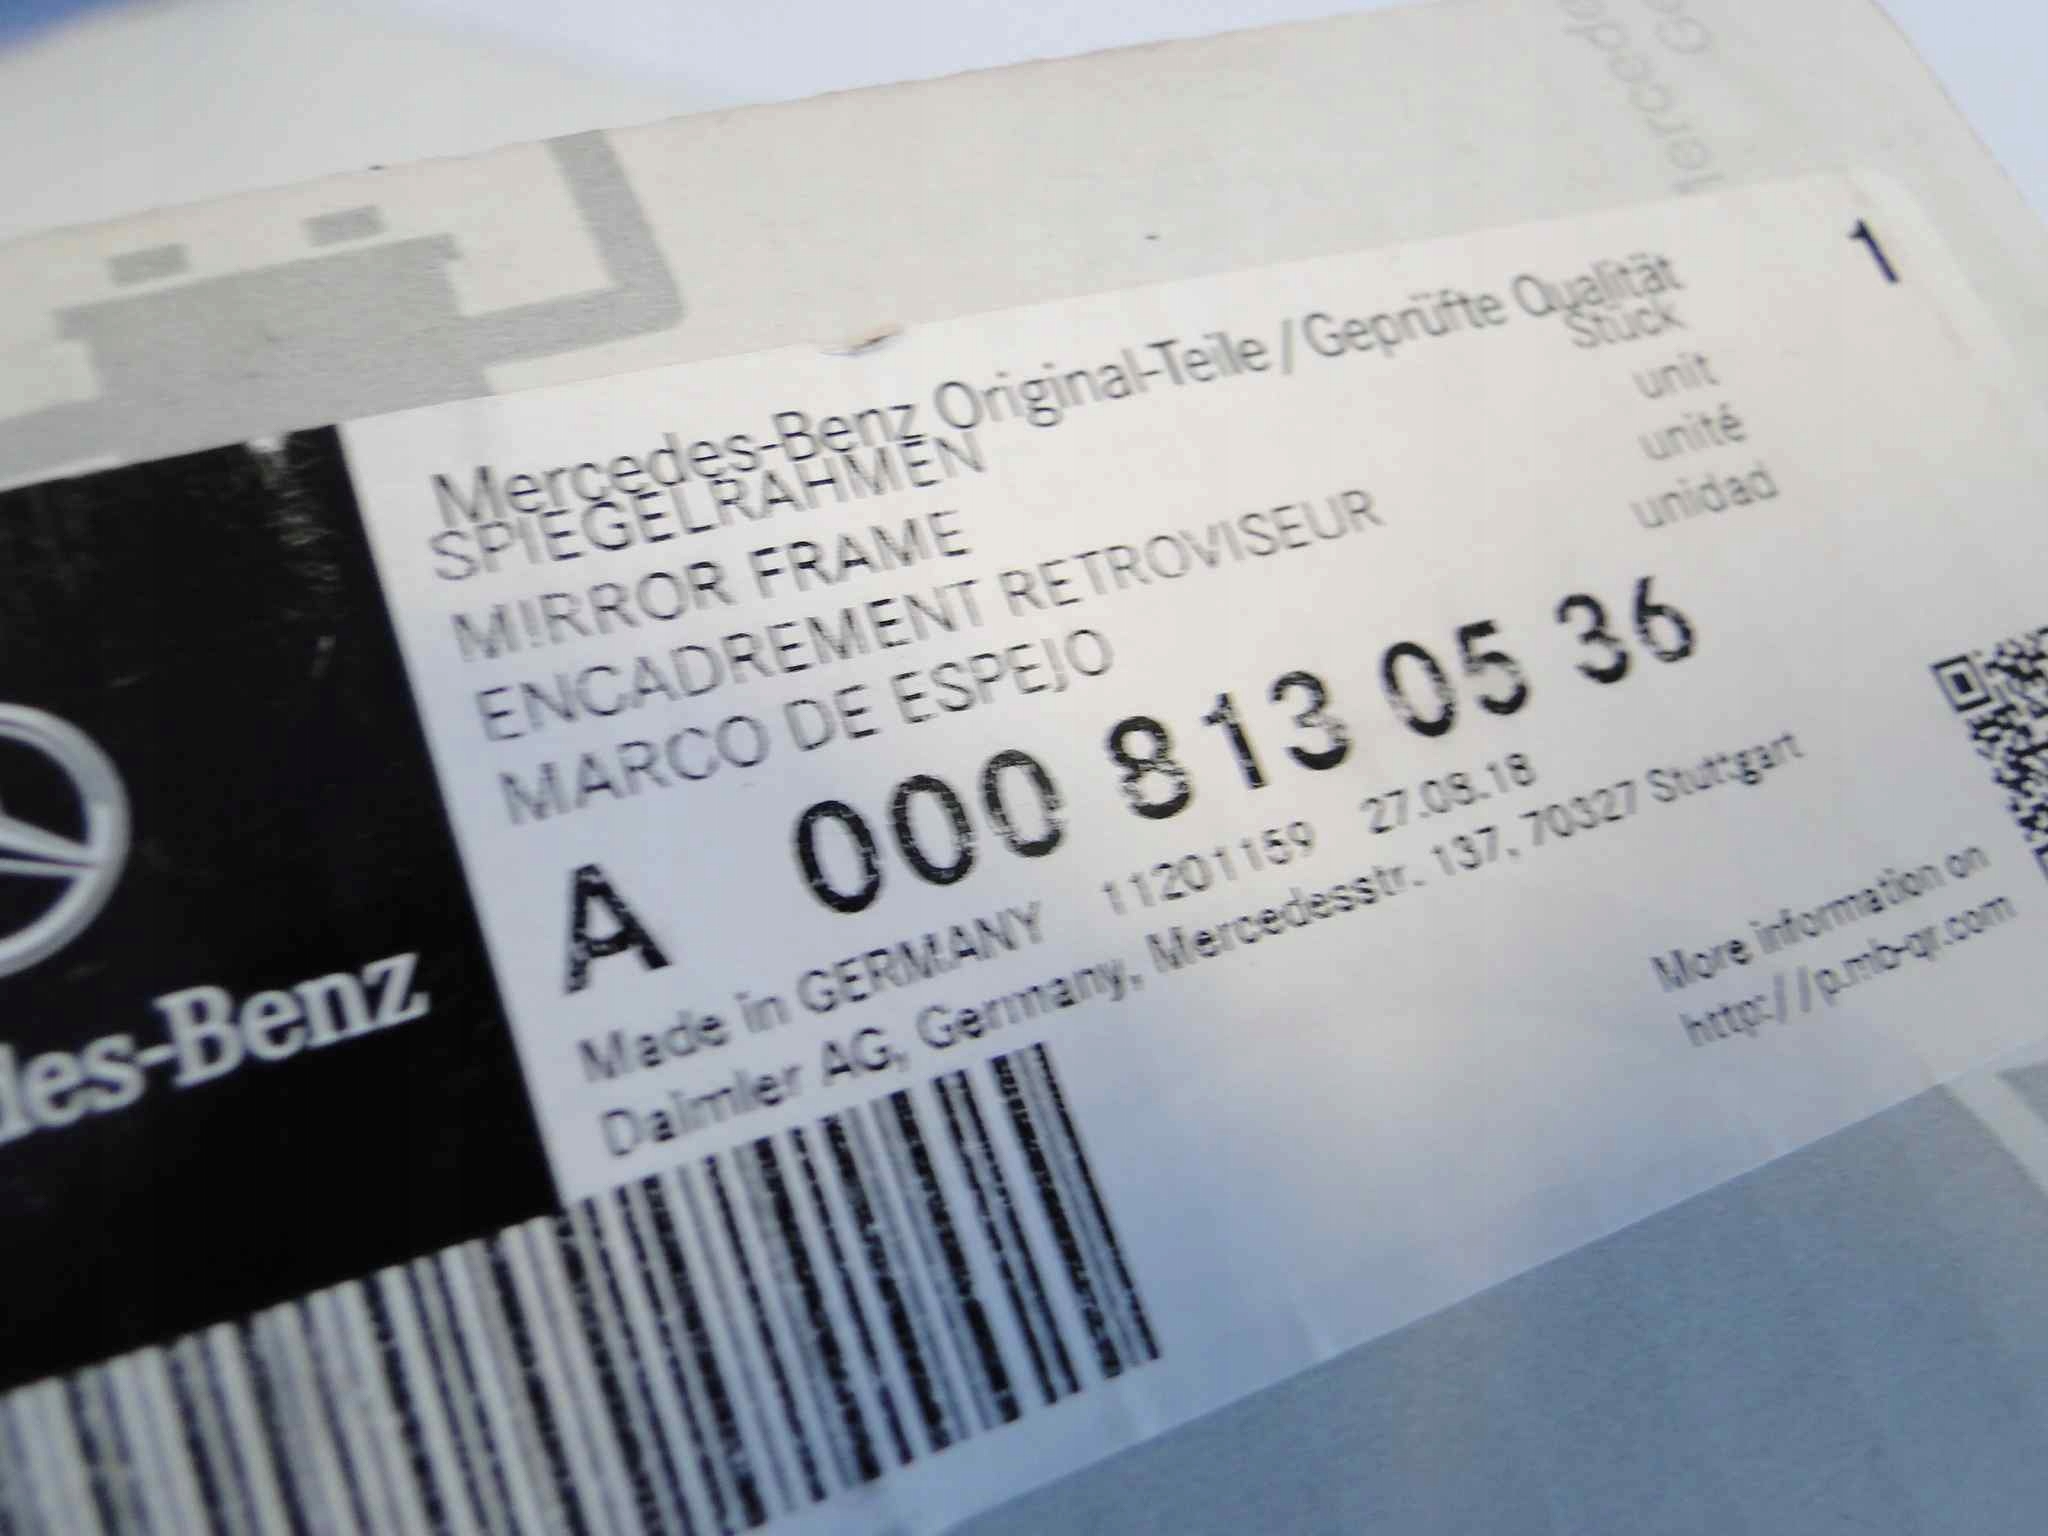 Mercedes-Benz Original-Teile/Geprüfte Qualität
1
SPIEGELRAHMEN
Stück
MIRROR FRAME
unit
ENCADREMENT RETROVISEUR
unité
MARCO DE ESPEJO
unidad
A 000 813 05 36
Made in GERMANY 11201159 27.08.18
Daimler AG, Germany, Mercedesstr. 137, 70327 Stuttgart
More information on
http://p.mb-qr.com
des-Benz